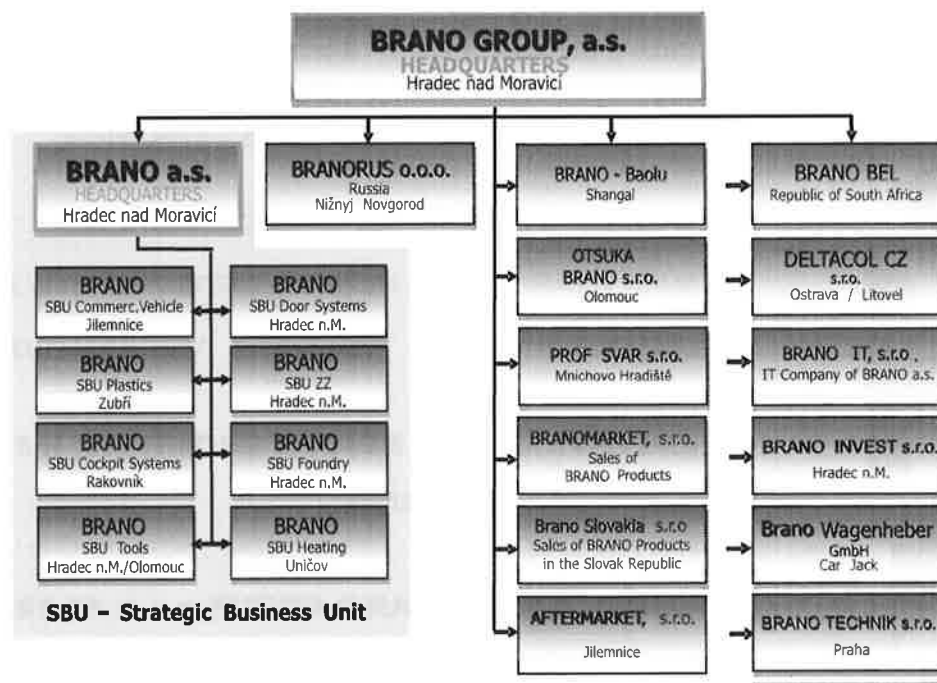 BRANO GROUP, a.s.
HEADQUARTERS
Hradec nad Moravicí
BRANO a.s.
HEADQUARTERS
Hradec nad Moravicí
BRANORUS o.o.o.
Russia
Nižnyj Novgorod
BRANO - Baolu
Shangai
BRANO BEL
Republic of South Africa
BRANO
SBU Commerc.Vehicle
Jilemnice
BRANO
SBU Door Systems
Hradec n.M.
BRANO
SBU Plastics
Zubří
BRANO
SBU ZZ
Hradec n.M.
BRANO
SBU Cockpit Systems
Rakovník
BRANO
SBU Foundry
Hradec n.M.
BRANO
SBU Tools
Hradec n.M./Olomouc
BRANO
SBU Heating
Uničov
SBU – Strategic Business Unit
OTSUKA
BRANO s.r.o.
Olomouc
DELTACOL CZ
s.r.o.
Ostrava / Litovel
PROF SVAR s.r.o.
Mnichovo Hradiště
BRANO IT, s.r.o.
IT Company of BRANO a.s.
BRANOMARKET, s.r.o.
Sales of
BRANO Products
BRANO INVEST s.r.o.
Hradec n.M.
Brano Slovakia s.r.o
Sales of BRANO Products
in the Slovak Republic
Brano Wagenheber
GmbH
Car Jack
AFTERMARKET, s.r.o.
Jilemnice
BRANO TECHNIK s.r.o.
Praha